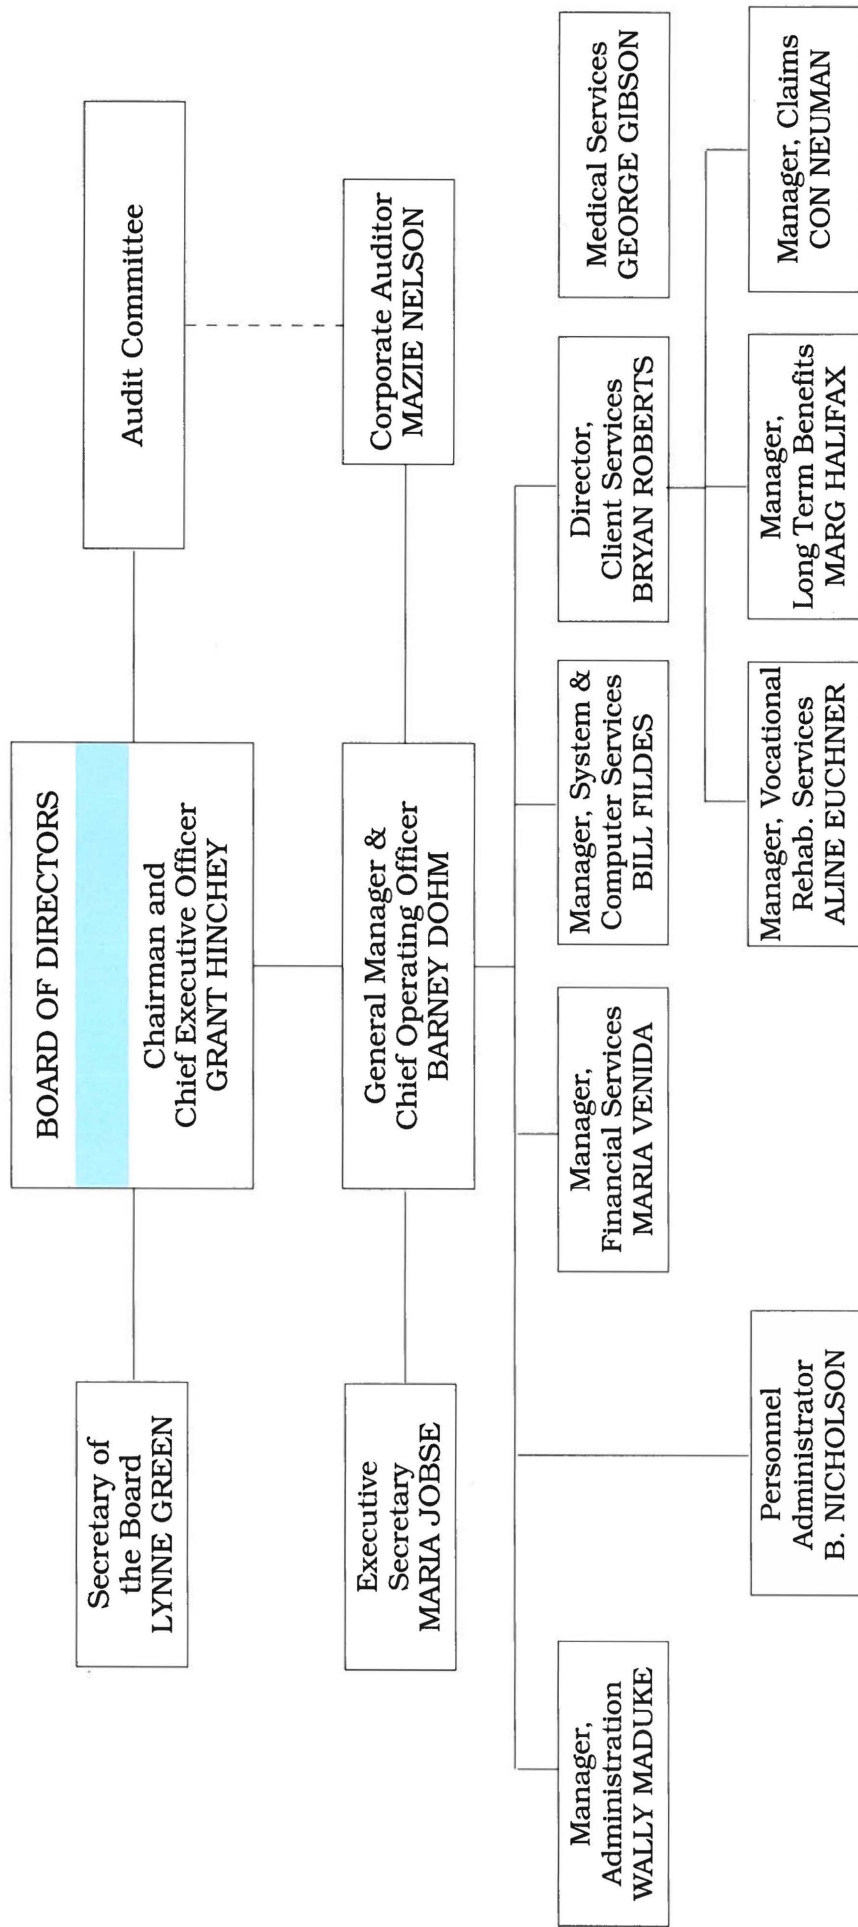 BOARD OF DIRECTORS
Chairman and
Chief Executive Officer
GRANT HINCHEY
Secretary of
the Board
LYNNE GREEN
Audit Committee
General Manager &
Chief Operating Officer
BARNEY DOHM
Executive
Secretary
MARIA JOBSE
Corporate Auditor
MAZIE NELSON
Manager,
Administration
WALLY MADUKE
Personnel
Administrator
B. NICHOLSON
Manager,
Financial Services
MARIA VENIDA
Manager, System &
Computer Services
BILL FILDES
Director,
Client Services
BRYAN ROBERTS
Medical Services
GEORGE GIBSON
Manager, Vocational
Rehab. Services
ALINE EUCHNER
Manager,
Long Term Benefits
MARG HALIFAX
Manager, Claims
CON NEUMAN